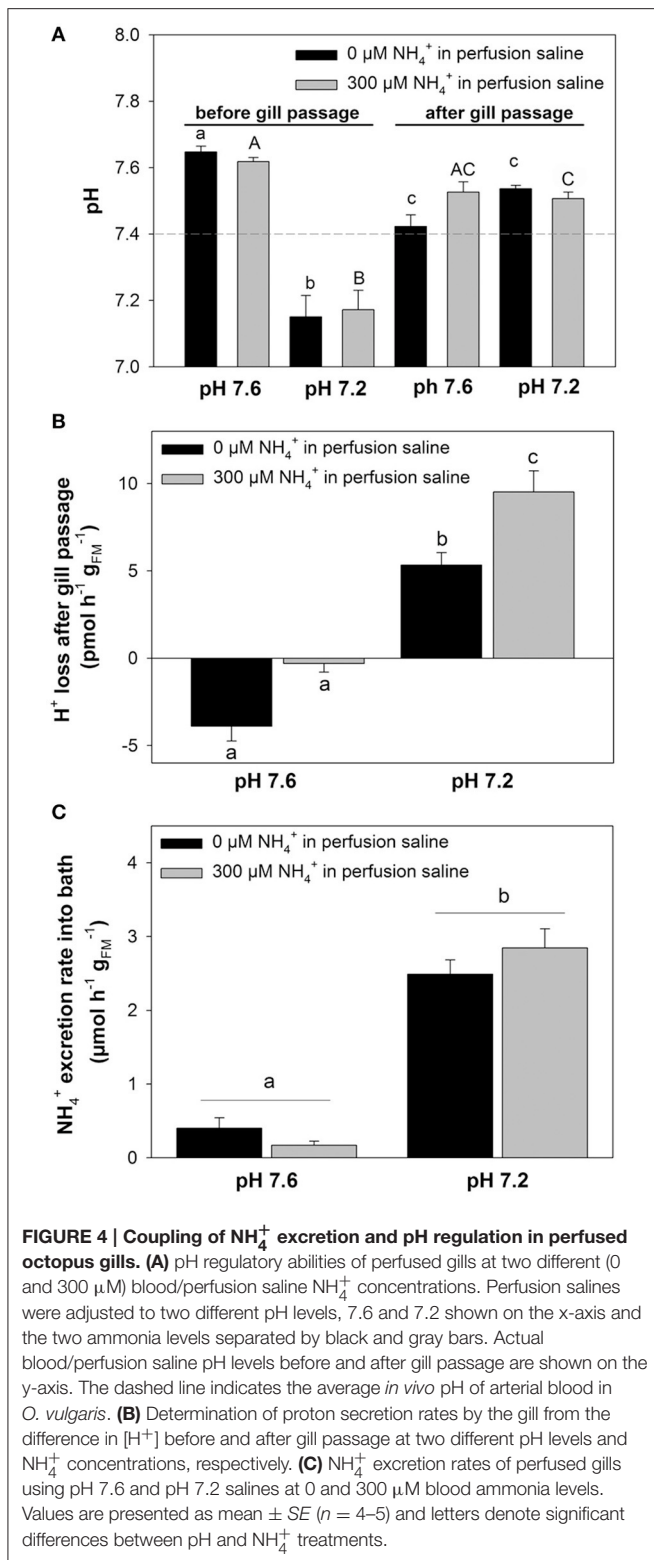 A
8.0
0 µM NH₄⁺ in perfusion saline
300 µM NH₄⁺ in perfusion saline
7.8
before gill passage after gill passage
a A
7.6
AC c C
c
pH
7.4
b B
7.2
7.0
pH 7.6 pH 7.2 ph 7.6 pH 7.2
B
0 µM NH₄⁺ in perfusion saline
300 µM NH₄⁺ in perfusion saline
c
10
b
5
H⁺ loss after gill passage
(pmol h⁻¹ g_FM⁻¹)
0
a
-5
a
pH 7.6 pH 7.2
C
0 µM NH₄⁺ in perfusion saline
300 µM NH₄⁺ in perfusion saline
4
b
3
NH₄⁺ excretion rate into bath
(µmol h⁻¹ g_FM⁻¹)
2
a
1
0
pH 7.6 pH 7.2
FIGURE 4 | Coupling of NH₄⁺ excretion and pH regulation in perfused
octopus gills. (A) pH regulatory abilities of perfused gills at two different (0
and 300 µM) blood/perfusion saline NH₄⁺ concentrations. Perfusion salines
were adjusted to two different pH levels, 7.6 and 7.2 shown on the x-axis and
the two ammonia levels separated by black and gray bars. Actual
blood/perfusion saline pH levels before and after gill passage are shown on the
y-axis. The dashed line indicates the average in vivo pH of arterial blood in
O. vulgaris. (B) Determination of proton secretion rates by the gill from the
difference in [H⁺] before and after gill passage at two different pH levels and
NH₄⁺ concentrations, respectively. (C) NH₄⁺ excretion rates of perfused gills
using pH 7.6 and pH 7.2 salines at 0 and 300 µM blood ammonia levels.
Values are presented as mean ± SE (n = 4–5) and letters denote significant
differences between pH and NH₄⁺ treatments.